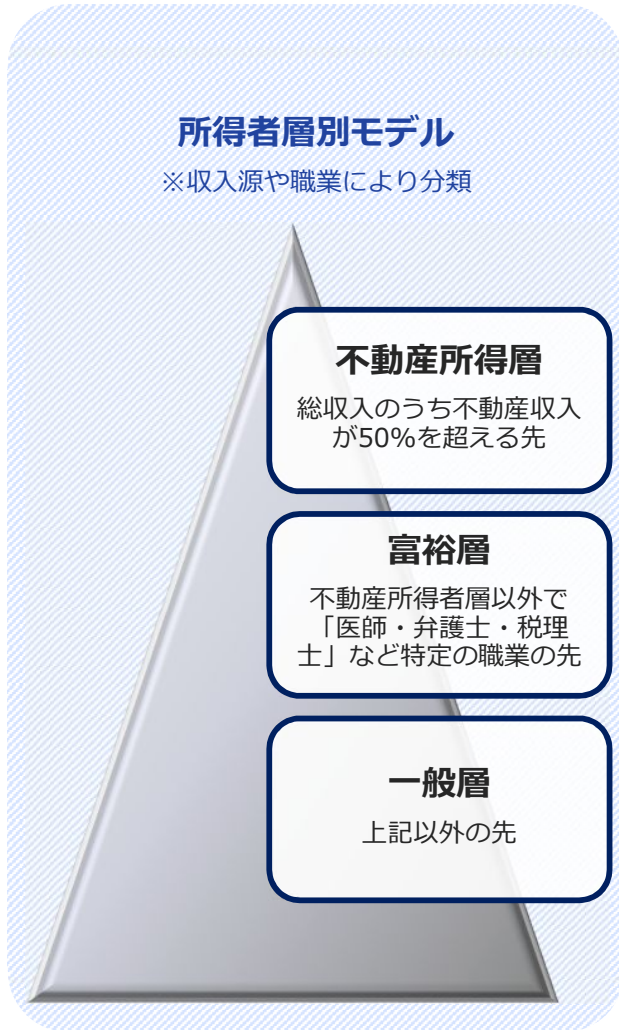 所得者層別モデル
※収入源や職業により分類
不動産所得層
総収入のうち不動産収入
が50%を超える先
富裕層
不動産所得者層以外で
「医師・弁護士・税理
士」など特定の職業の先
一般層
上記以外の先